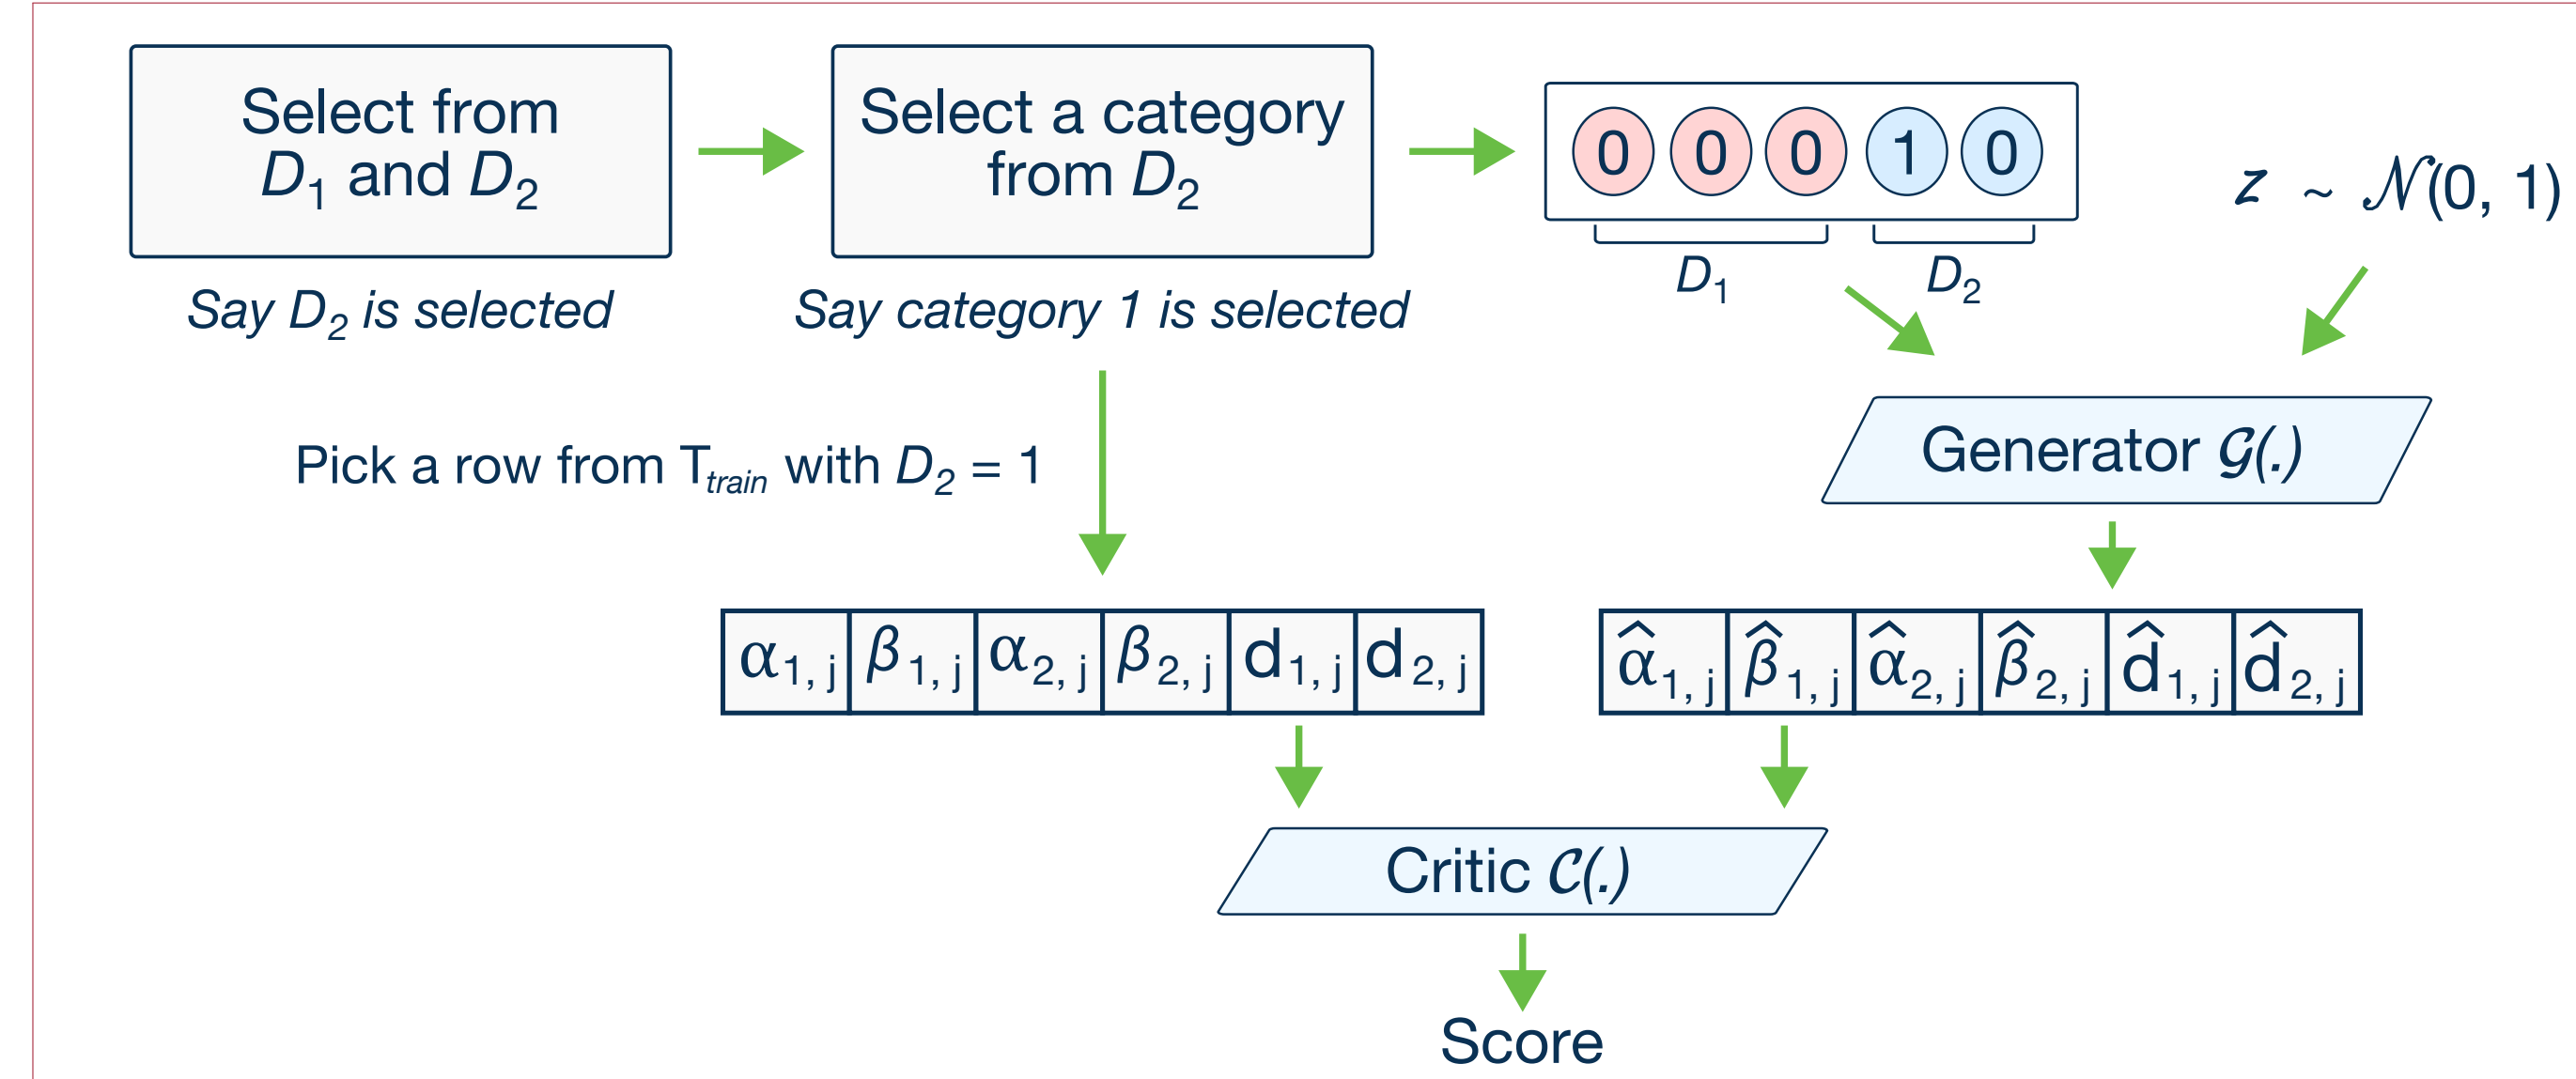 Select from
D₁ and D₂
Say D₂ is selected
Select a category
from D₂
Say category 1 is selected
0 0 0 1 0
D₁ D₂
z ~ 𝒩(0, 1)
Pick a row from T_train with D₂ = 1
Generator 𝒢(.)
α₁, j β₁, j α₂, j β₂, j d₁, j d₂, j
α̂₁, j β̂₁, j α̂₂, j β̂₂, j d̂₁, j d̂₂, j
Critic 𝒞(.)
Score